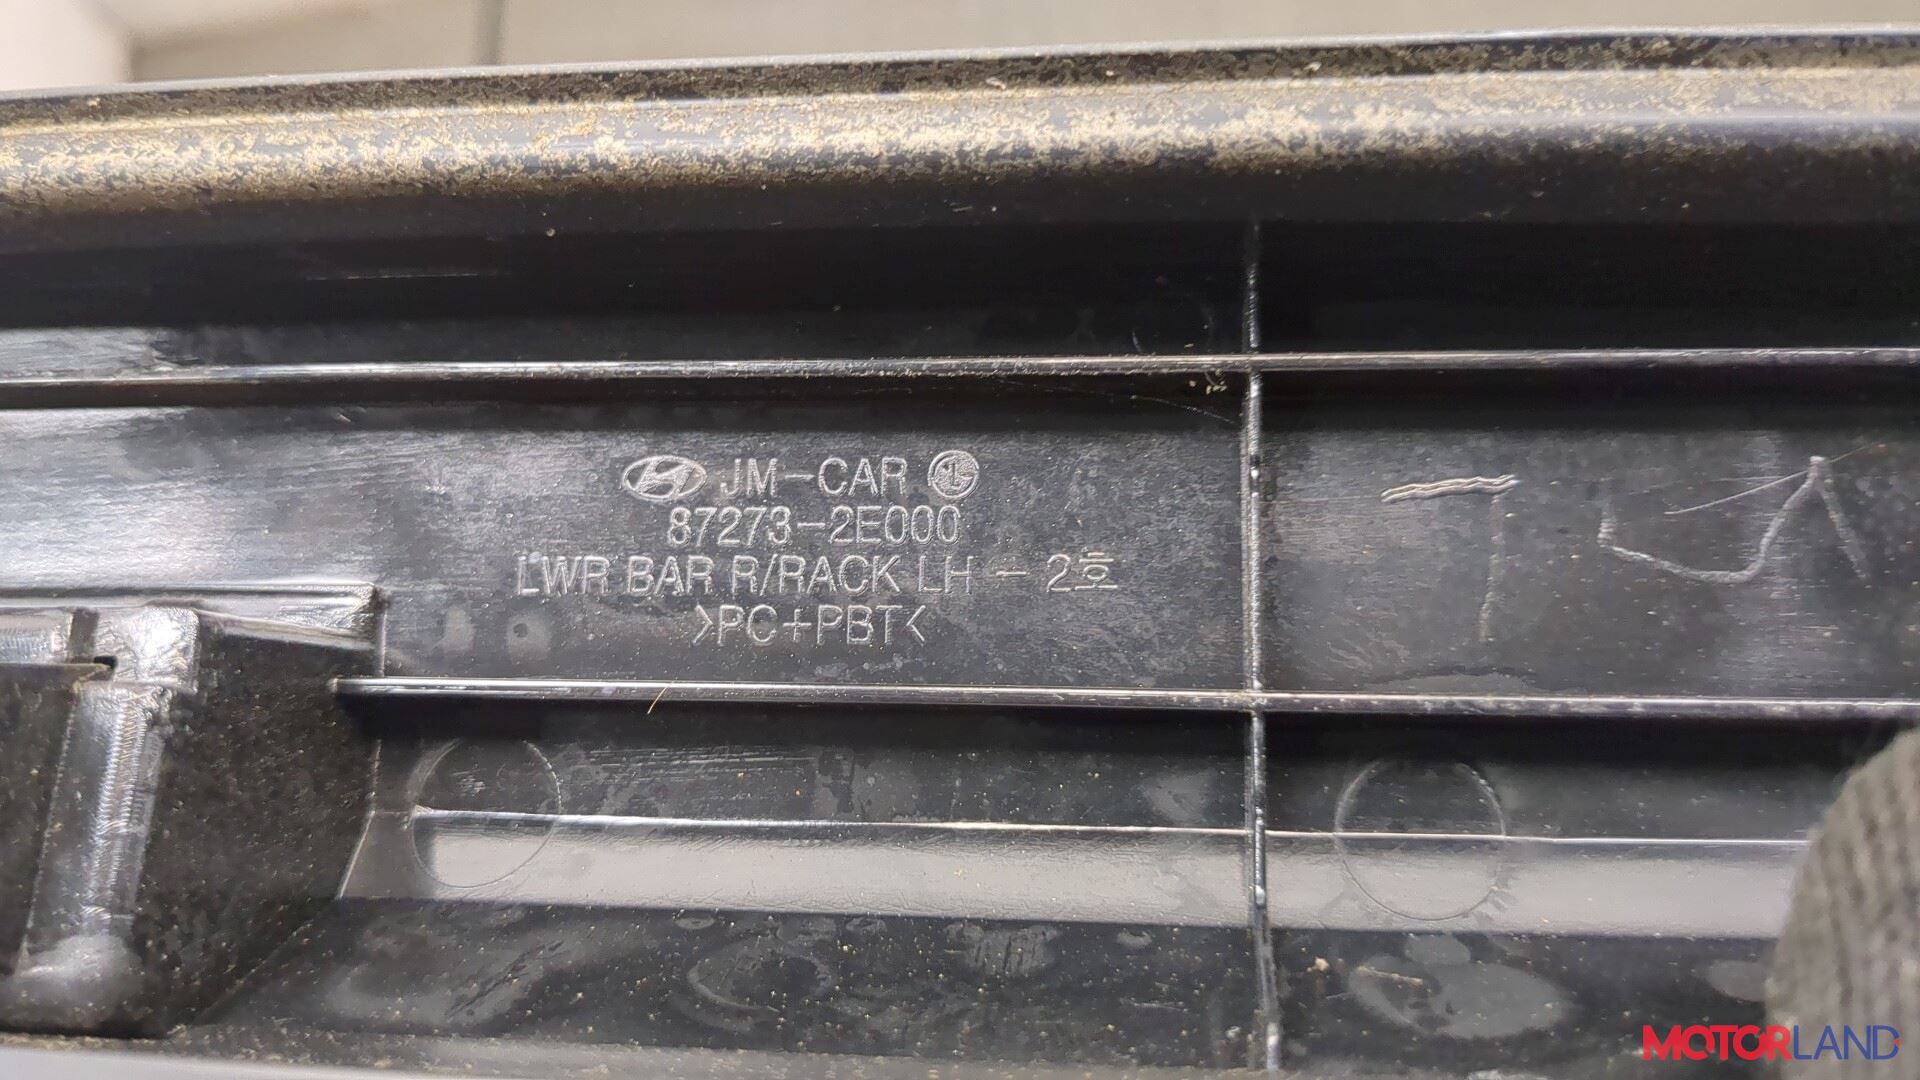 JM-CAR
87273-2E000
LWR BAR R/RACK LH - 2호
>PC+PBT<
MOTORLAND